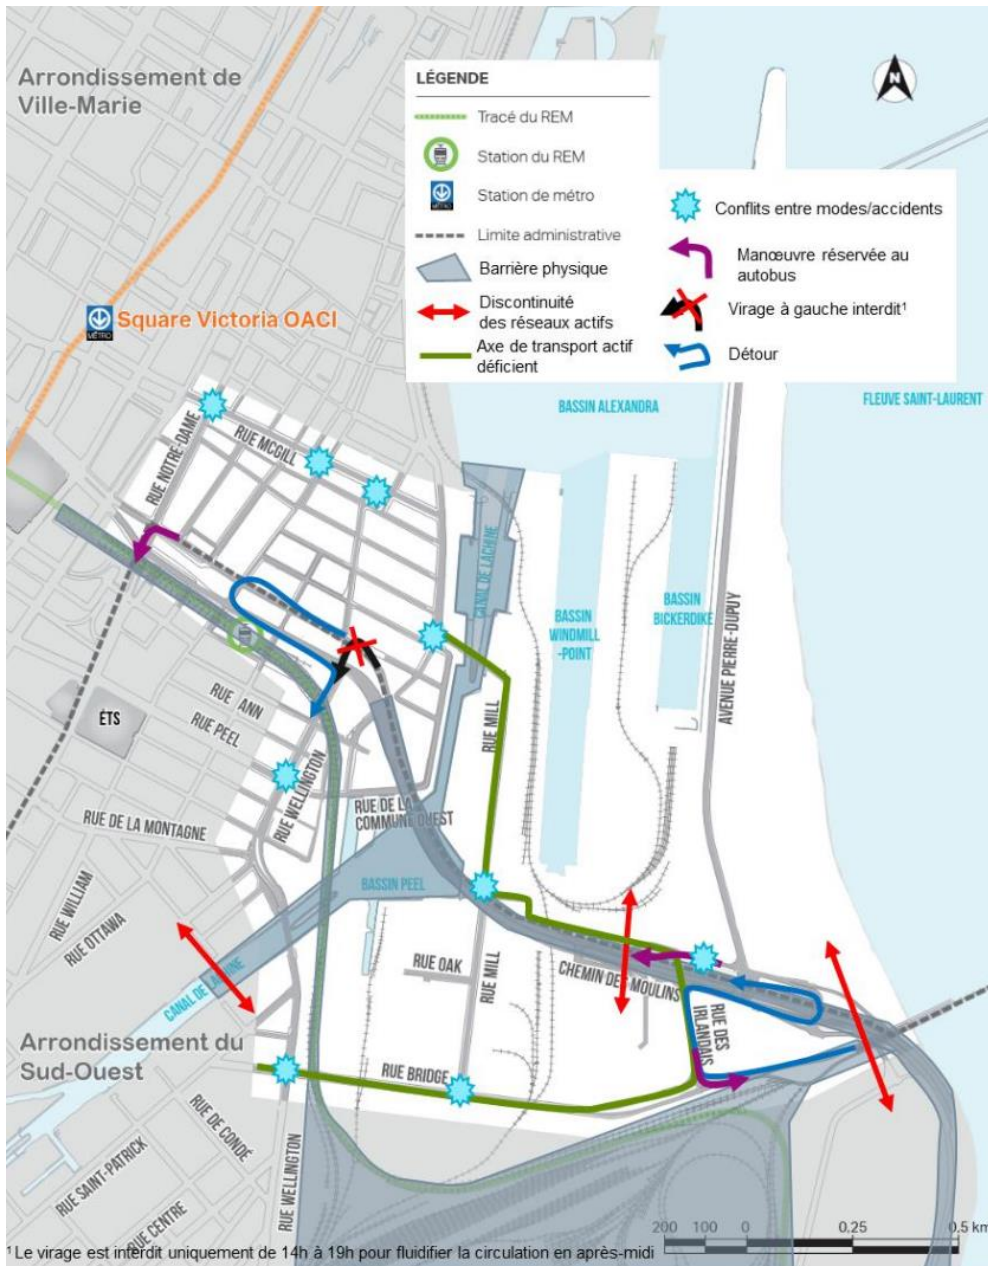 Arrondissement de
Ville-Marie
LÉGENDE
Tracé du REM
Station du REM
MÉTRO
Station de métro
Limite administrative
Barrière physique
Discontinuité
des réseaux actifs
Axe de transport actif
déficient
Conflits entre modes/accidents
Manœuvre réservée au
autobus
Virage à gauche interdit¹
Détour
N
MÉTRO
Square Victoria OACI
BASSIN ALEXANDRA
FLEUVE SAINT-LAURENT
RUE NOTRE-DAME
RUE MCGILL
CANAL DE LACHINE
BASSIN
WINDMILL
-POINT
BASSIN
BICKERDIKE
AVENUE PIERRE-DUPUY
RUE ANN
RUE PEEL
ÉTS
RUE MILL
RUE WELLINGTON
RUE DE LA
COMMUNE OUEST
RUE DE LA MONTAGNE
RUE WILLIAM
RUE OTTAWA
BASSIN PEEL
CANAL DE LACHINE
RUE OAK
RUE MILL
CHEMIN DES MOULINS
RUE DES
IRLANDAIS
Arrondissement du
Sud-Ouest
RUE BRIDGE
RUE DE CONDÉ
RUE SAINT-PATRICK
RUE CENTRE
RUE WELLINGTON
200 100 0 0.25 0.5 km
¹ Le virage est interdit uniquement de 14h à 19h pour fluidifier la circulation en après-midi